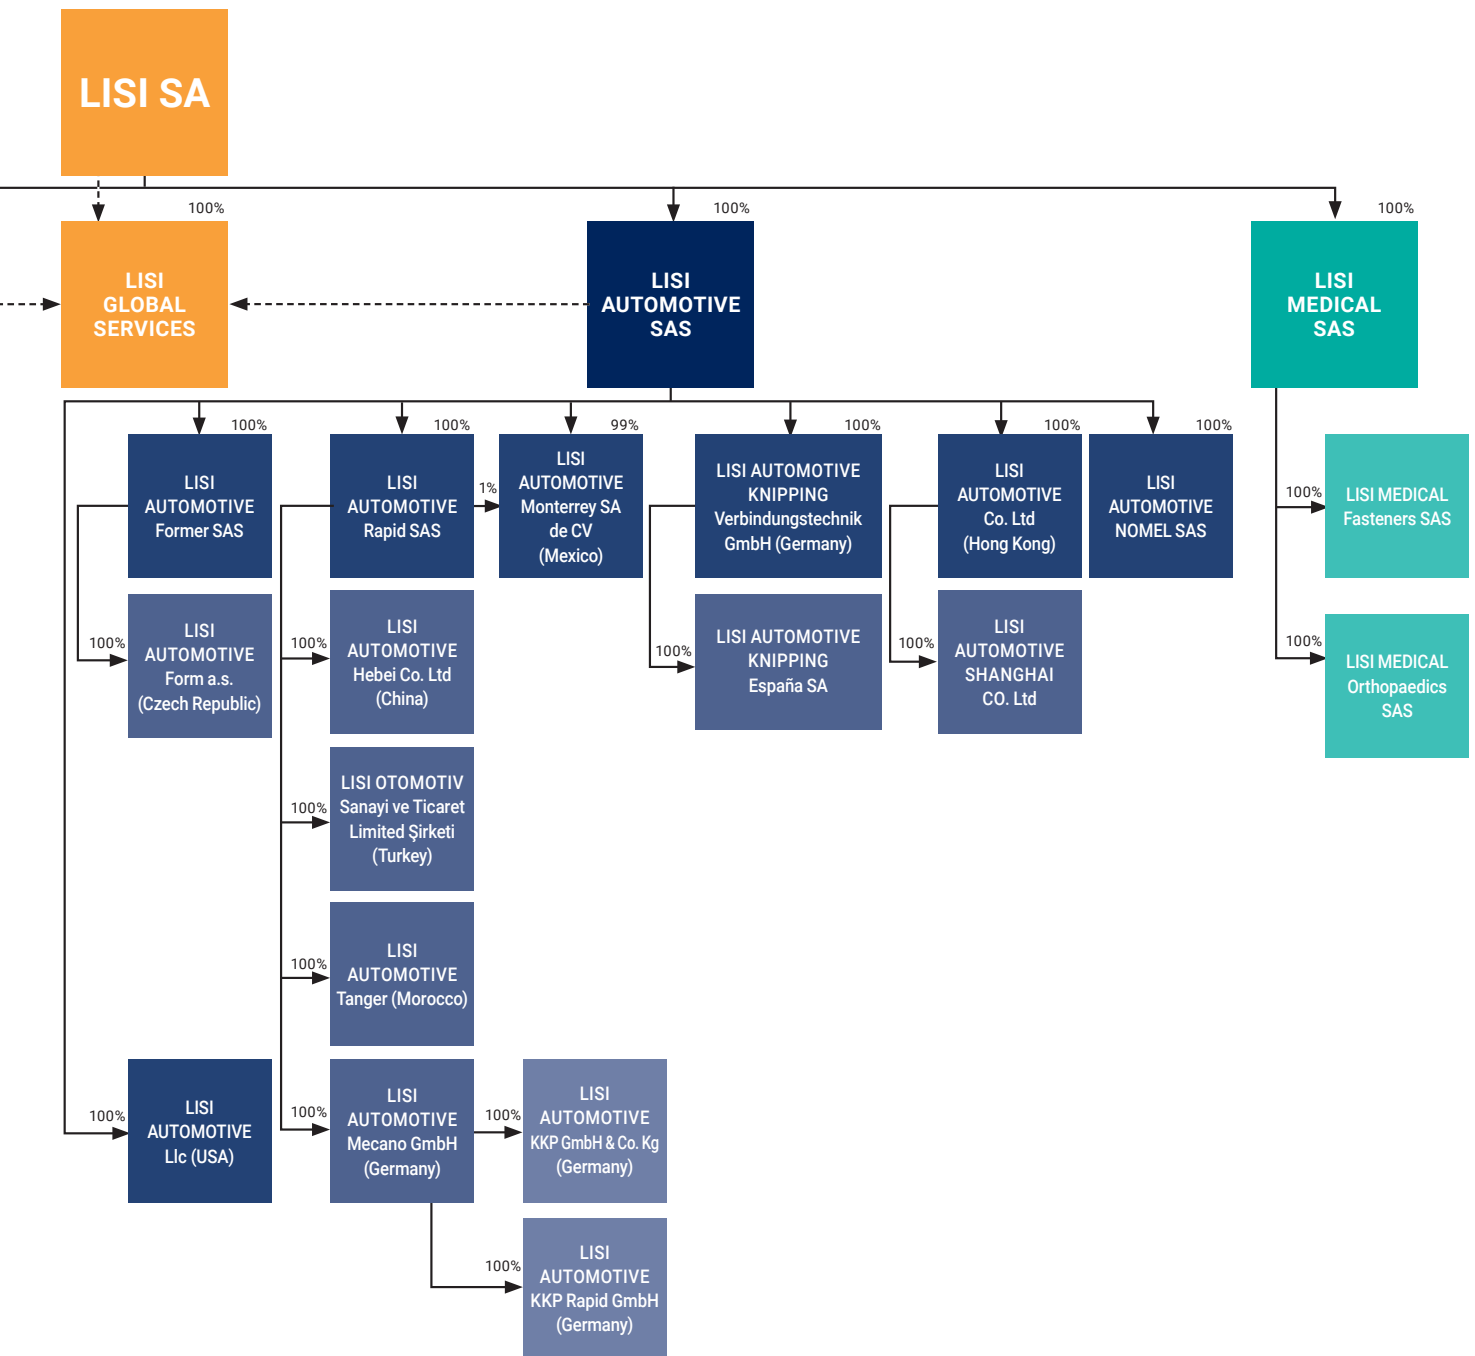 LISI SA
100%
100%
100%
LISI
GLOBAL
SERVICES
LISI
AUTOMOTIVE
SAS
LISI
MEDICAL
SAS
100%
100%
99%
100%
100%
100%
LISI
AUTOMOTIVE
Former SAS
LISI
AUTOMOTIVE
Rapid SAS
1%
LISI
AUTOMOTIVE
Monterrey SA
de CV
(Mexico)
LISI AUTOMOTIVE
KNIPPING
Verbindungstechnik
GmbH (Germany)
LISI
AUTOMOTIVE
Co. Ltd
(Hong Kong)
LISI
AUTOMOTIVE
NOMEL SAS
100%
LISI MEDICAL
Fasteners SAS
100%
LISI
AUTOMOTIVE
Form a.s.
(Czech Republic)
100%
LISI
AUTOMOTIVE
Hebei Co. Ltd
(China)
100%
LISI AUTOMOTIVE
KNIPPING
España SA
100%
LISI
AUTOMOTIVE
SHANGHAI
CO. Ltd
100%
LISI MEDICAL
Orthopaedics
SAS
100%
LISI OTOMOTIV
Sanayi ve Ticaret
Limited Şirketi
(Turkey)
100%
LISI
AUTOMOTIVE
Tanger (Morocco)
100%
LISI
AUTOMOTIVE
Llc (USA)
100%
LISI
AUTOMOTIVE
Mecano GmbH
(Germany)
100%
LISI
AUTOMOTIVE
KKP GmbH & Co. Kg
(Germany)
100%
LISI
AUTOMOTIVE
KKP Rapid GmbH
(Germany)